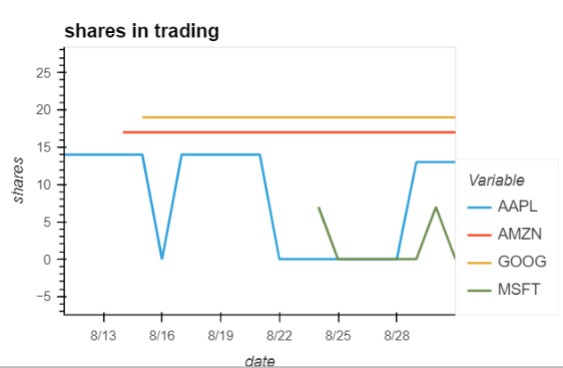 shares in trading
25
20
15
10
5
0
−5
shares
8/13 8/16 8/19 8/22 8/25 8/28
date
Variable
AAPL
AMZN
GOOG
MSFT